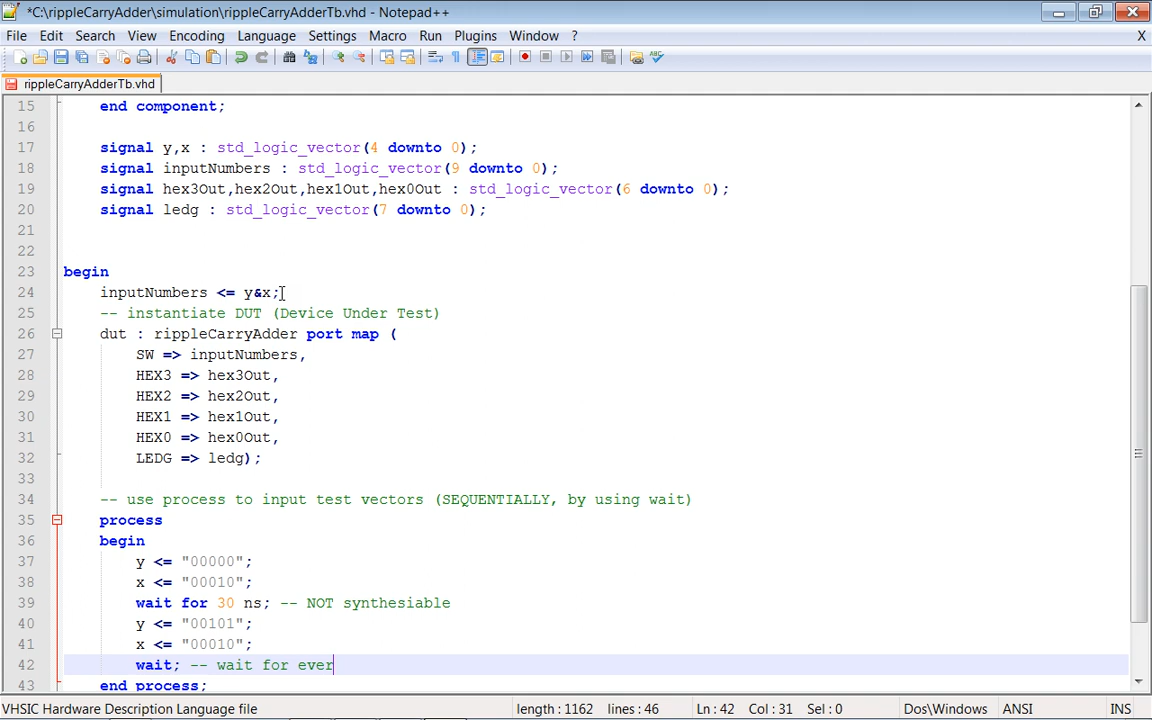 *C:\rippleCarryAdder\simulation\rippleCarryAdderTb.vhd - Notepad++
File Edit Search View Encoding Language Settings Macro Run Plugins Window ? X
rippleCarryAdderTb.vhd
15 end component;
16
17 signal y,x : std_logic_vector(4 downto 0);
18 signal inputNumbers : std_logic_vector(9 downto 0);
19 signal hex3Out,hex2Out,hex1Out,hex0Out : std_logic_vector(6 downto 0);
20 signal ledg : std_logic_vector(7 downto 0);
21
22
23 begin
24 inputNumbers <= y&x;
25 -- instantiate DUT (Device Under Test)
26 dut : rippleCarryAdder port map (
27 SW => inputNumbers,
28 HEX3 => hex3Out,
29 HEX2 => hex2Out,
30 HEX1 => hex1Out,
31 HEX0 => hex0Out,
32 LEDG => ledg);
33
34 -- use process to input test vectors (SEQUENTIALLY, by using wait)
35 process
36 begin
37 y <= "00000";
38 x <= "00010";
39 wait for 30 ns; -- NOT synthesiable
40 y <= "00101";
41 x <= "00010";
42 wait; -- wait for ever
43 end process;
VHSIC Hardware Description Language file length : 1162 lines : 46 Ln : 42 Col : 31 Sel : 0 Dos\Windows ANSI INS